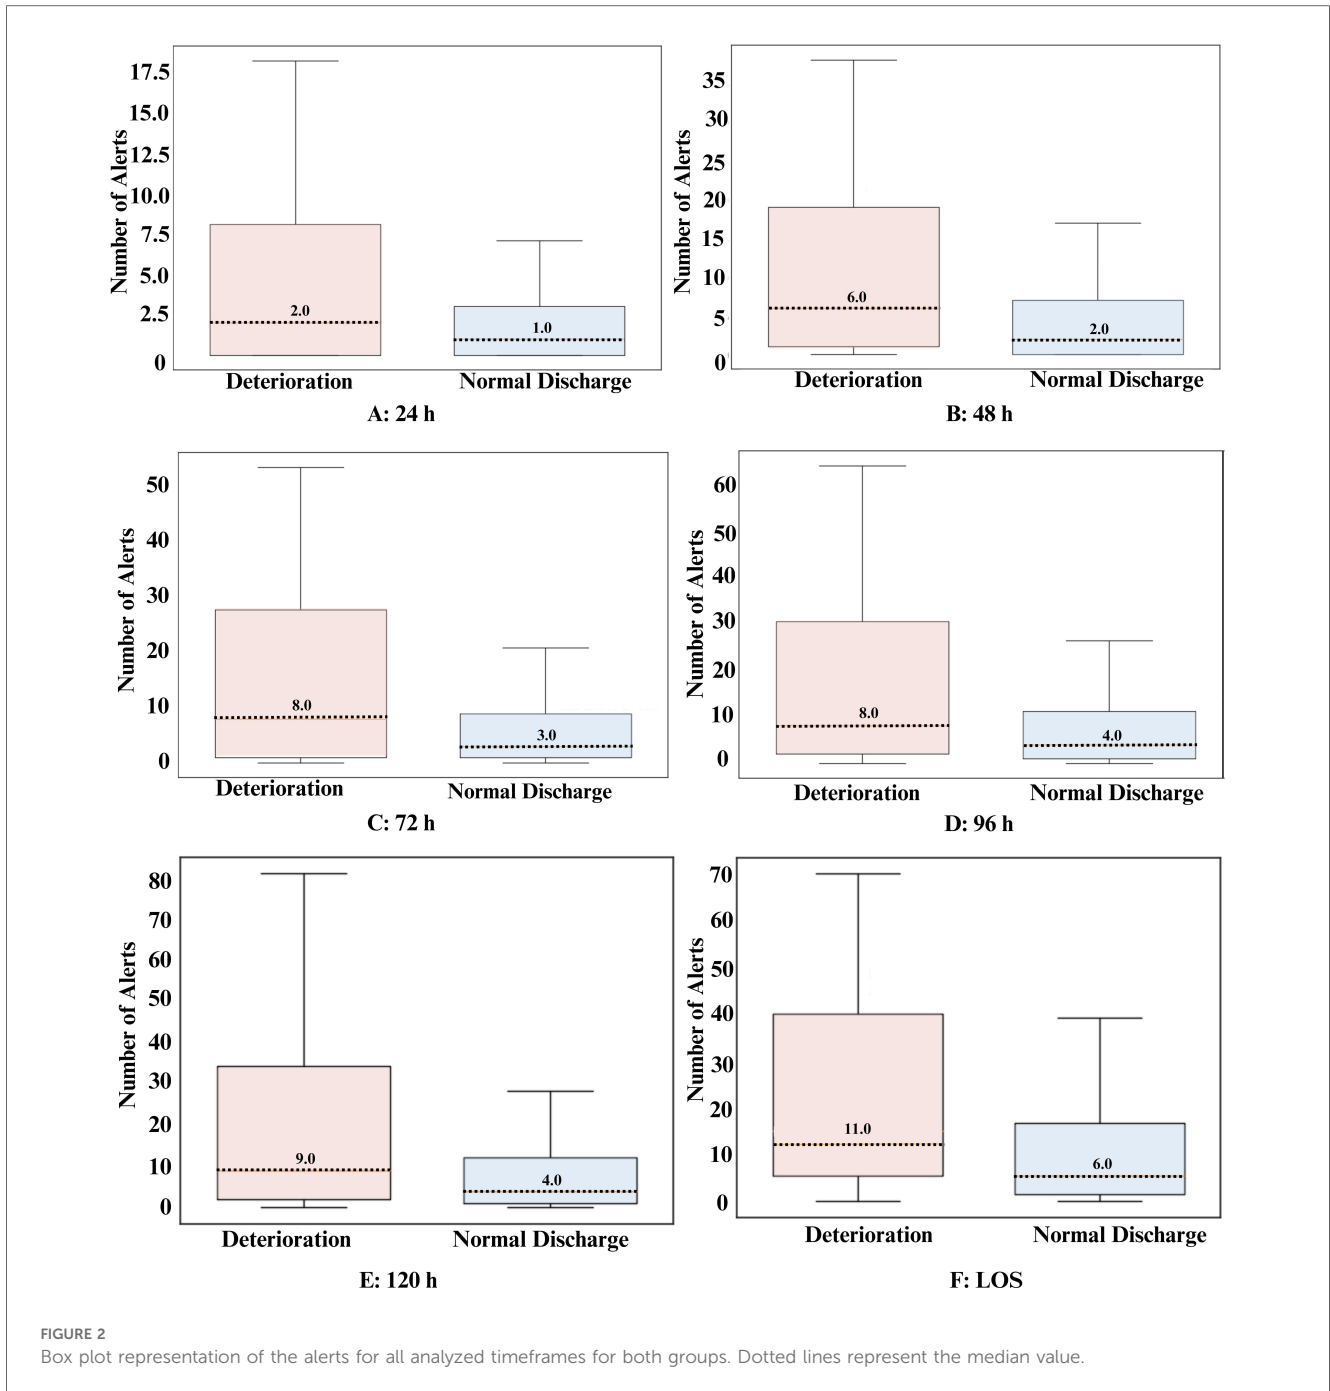 17.5
15.0
12.5
10.0
7.5
5.0
2.5
0
Number of Alerts
2.0
1.0
Deterioration
Normal Discharge
A: 24 h
35
30
25
20
15
10
5
0
Number of Alerts
6.0
2.0
Deterioration
Normal Discharge
B: 48 h
50
40
30
20
10
0
Number of Alerts
8.0
3.0
Deterioration
Normal Discharge
C: 72 h
60
50
40
30
20
10
0
Number of Alerts
8.0
4.0
Deterioration
Normal Discharge
D: 96 h
80
70
60
50
40
30
20
10
0
Number of Alerts
9.0
4.0
Deterioration
Normal Discharge
E: 120 h
70
60
50
40
30
20
10
0
Number of Alerts
11.0
6.0
Deterioration
Normal Discharge
F: LOS
FIGURE 2
Box plot representation of the alerts for all analyzed timeframes for both groups. Dotted lines represent the median value.